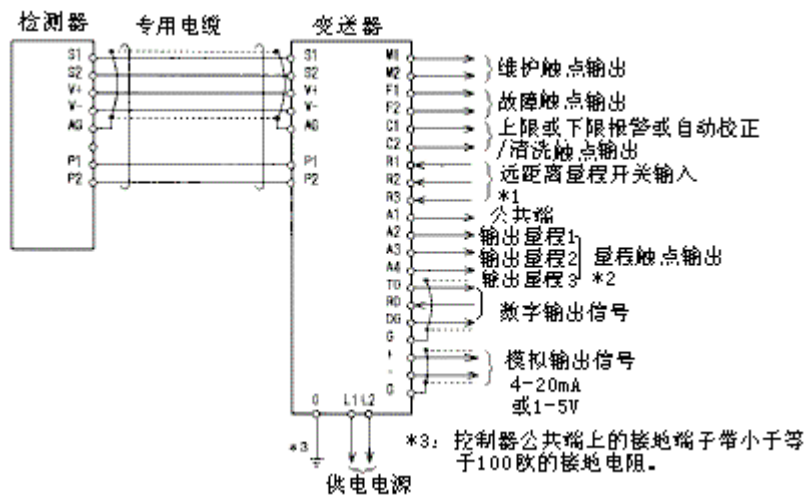 检测器
专用电缆
变送器
S1
S2
V+
V-
AG
P1
P2
S1
S2
V+
V-
AG
P1
P2
M1
M2
F1
F2
C1
C2
R1
R2
R3
A1
A2
A3
A4
TD
RD
DG
G
+
-
G
维护触点输出
故障触点输出
上限或下限报警或自动校正
/清洗触点输出
远距离量程开关输入
*1
公共端
输出量程1
输出量程2
输出量程3
量程触点输出
*2
数字输出信号
模拟输出信号
4-20mA
或1-5V
G
L1 L2
*3
供电电源
*3: 控制器公共端上的接地端子带小于等
于100欧的接地电阻。